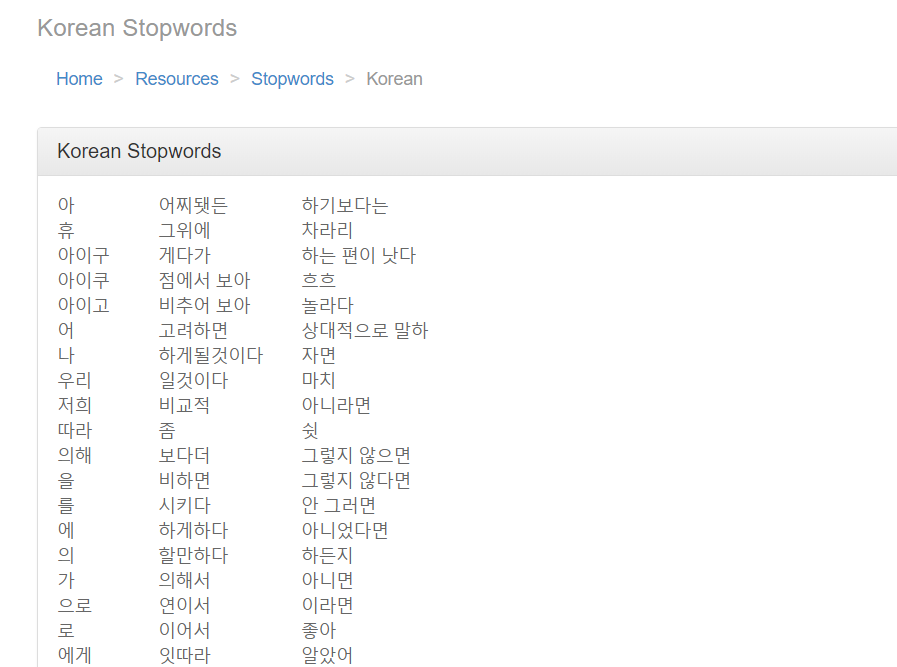 Korean Stopwords
Home > Resources > Stopwords > Korean
Korean Stopwords
아 어찌됏든 하기보다는
휴 그위에 차라리
아이구 게다가 하는 편이 낫다
아이쿠 점에서 보아 흐흐
아이고 비추어 보아 놀라다
어 고려하면 상대적으로 말하
나 하게될것이다 자면
우리 일것이다 마치
저희 비교적 아니라면
따라 좀 쉿
의해 보다더 그렇지 않으면
을 비하면 그렇지 않다면
를 시키다 안 그러면
에 하게하다 아니었다면
의 할만하다 하든지
가 의해서 아니면
으로 연이서 이라면
로 이어서 좋아
에게 잇따라 알았어